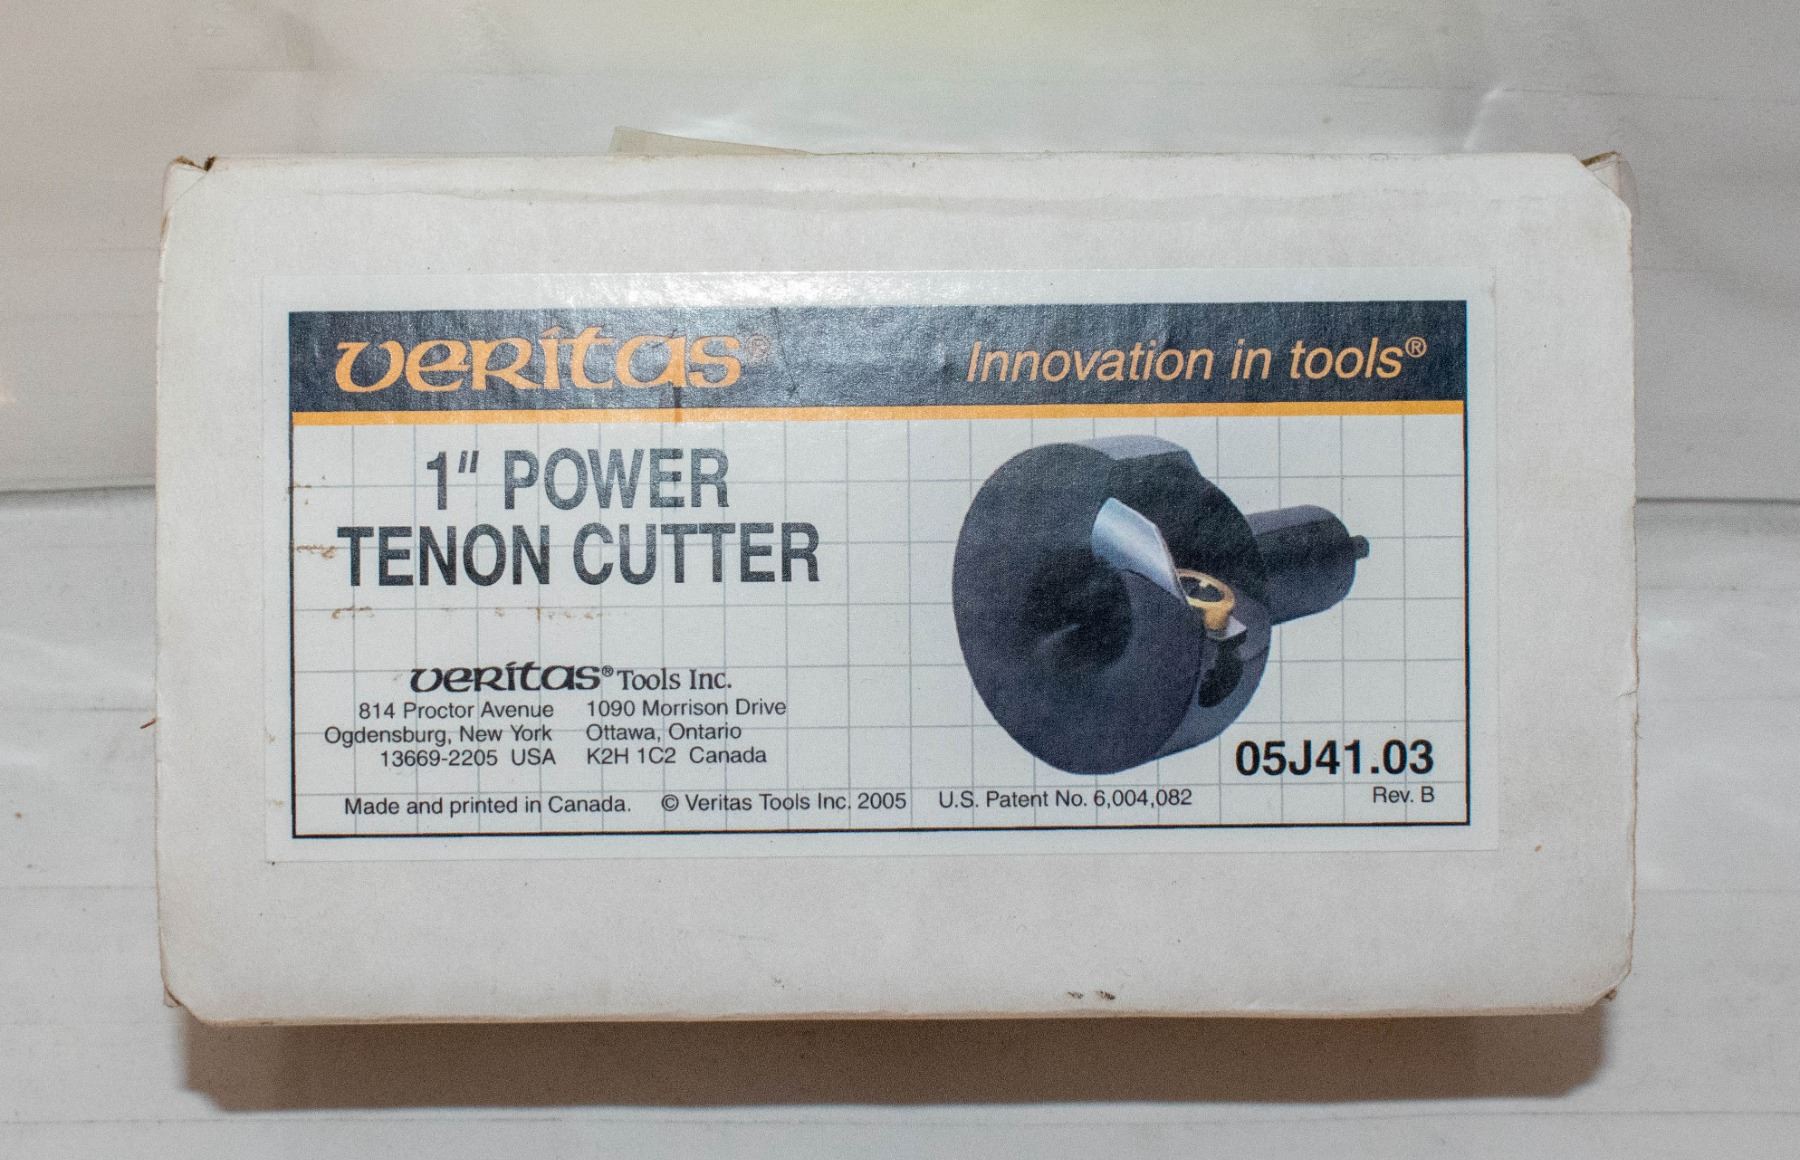 veritas® Innovation in tools®
1" POWER
TENON CUTTER
veritas® Tools Inc.
814 Proctor Avenue
Ogdensburg, New York
13669-2205 USA
1090 Morrison Drive
Ottawa, Ontario
K2H 1C2 Canada
05J41.03
Rev. B
Made and printed in Canada. © Veritas Tools Inc. 2005 U.S. Patent No. 6,004,082